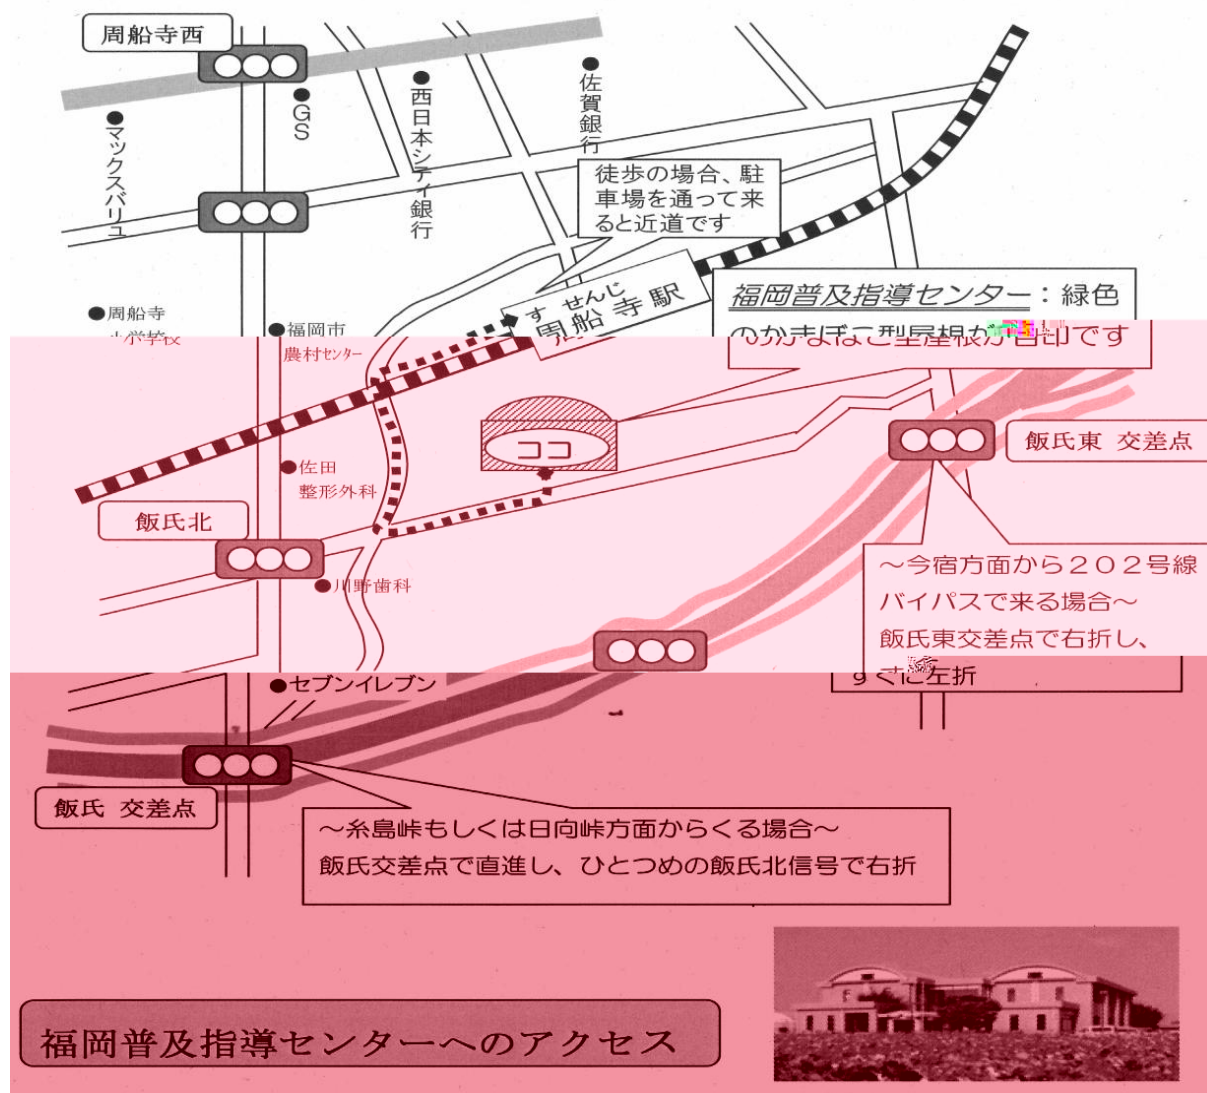 周船寺西
GS
マックスバリュ
西日本シティ銀行
佐賀銀行
徒歩の場合、駐
車場を通って来
ると近道です
すせんじ
周船寺駅
福岡普及指導センター：緑色
のかまぼこ型屋根が目印です
周船寺
小学校
福岡市
農村センター
ココ
飯氏東 交差点
佐田
整形外科
飯氏北
川野歯科
～今宿方面から２０２号線
バイパスで来る場合～
飯氏東交差点で右折し、
すぐに左折
セブンイレブン
飯氏 交差点
～糸島峠もしくは日向峠方面からくる場合～
飯氏交差点で直進し、ひとつめの飯氏北信号で右折
福岡普及指導センターへのアクセス